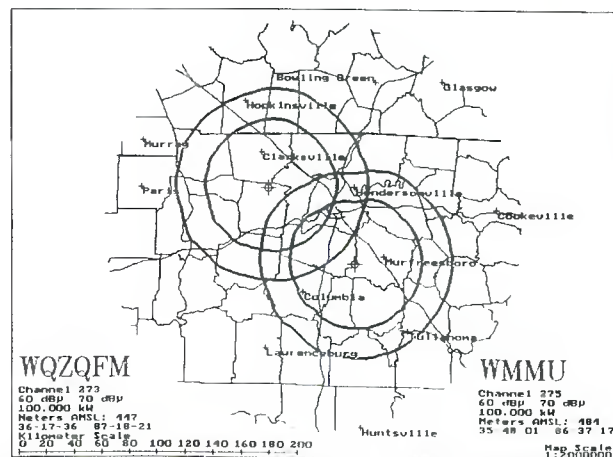 Bowling Green
Glasgow
Hopkinsville
Murray
Clarksville
Paris
Hendersonville
Cookeville
Murfreesboro
Columbia
Tullahoma
Lawrenceburg
WQZQFM
Channel 273
60 dBμ 70 dBμ
100.000 kW
Meters AMSL: 447
36-17-36 87-18-21
Kilometer Scale
0 20 40 60 80 100 120 140 160 180 200
WMMU
Channel 275
60 dBμ 70 dBμ
100.000 kW
Meters AMSL: 484
35 48 01 86 37 17
Huntsville
Map Scale
1:2000000